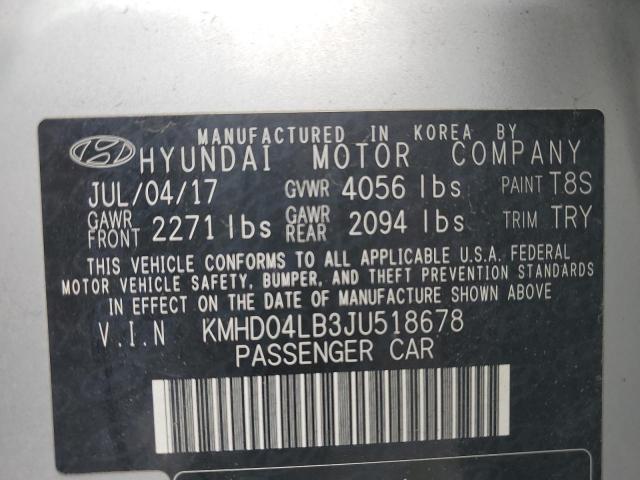 MANUFACTURED IN KOREA BY
HYUNDAI MOTOR COMPANY
JUL/04/17 GVWR 4056 lbs PAINT T8S
GAWR FRONT 2271 lbs GAWR REAR 2094 lbs TRIM TRY
THIS VEHICLE CONFORMS TO ALL APPLICABLE U.S.A. FEDERAL
MOTOR VEHICLE SAFETY, BUMPER, AND THEFT PREVENTION STANDARDS
IN EFFECT ON THE DATE OF MANUFACTURE SHOWN ABOVE
V.I.N KMHD04LB3JU518678
PASSENGER CAR